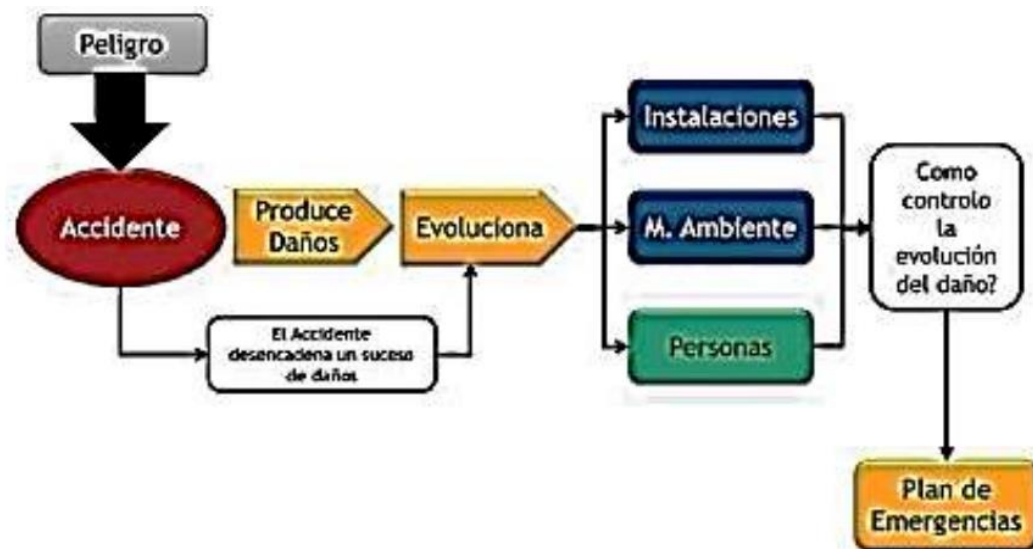 Peligro
Accidente
Produce
Daños
Evoluciona
El Accidente
desencadena un suceso
de daños
Instalaciones
M. Ambiente
Personas
Como
controlo
la
evolución
del daño?
Plan de
Emergencias